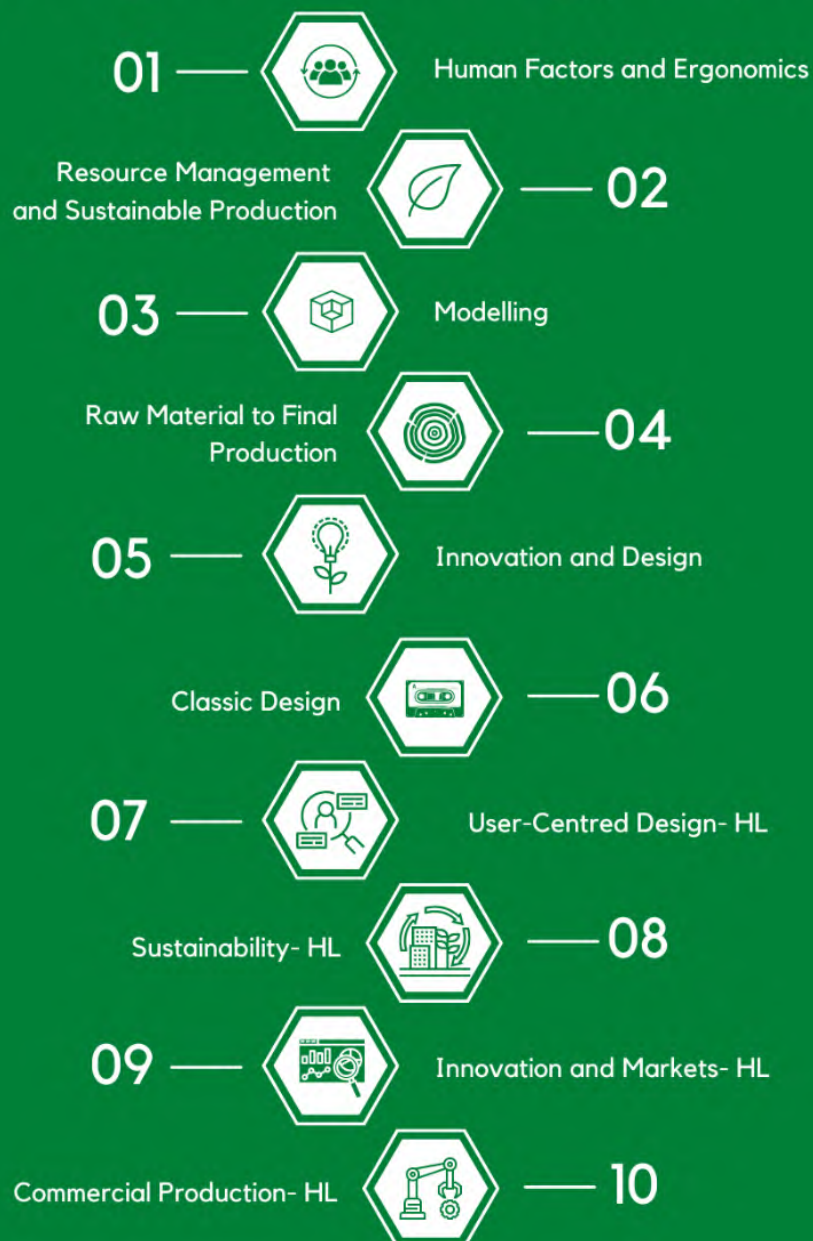 01
Human Factors and Ergonomics
Resource Management
and Sustainable Production
02
03
Modelling
Raw Material to Final
Production
04
05
Innovation and Design
Classic Design
06
07
User-Centred Design- HL
Sustainability- HL
08
09
Innovation and Markets- HL
Commercial Production- HL
10